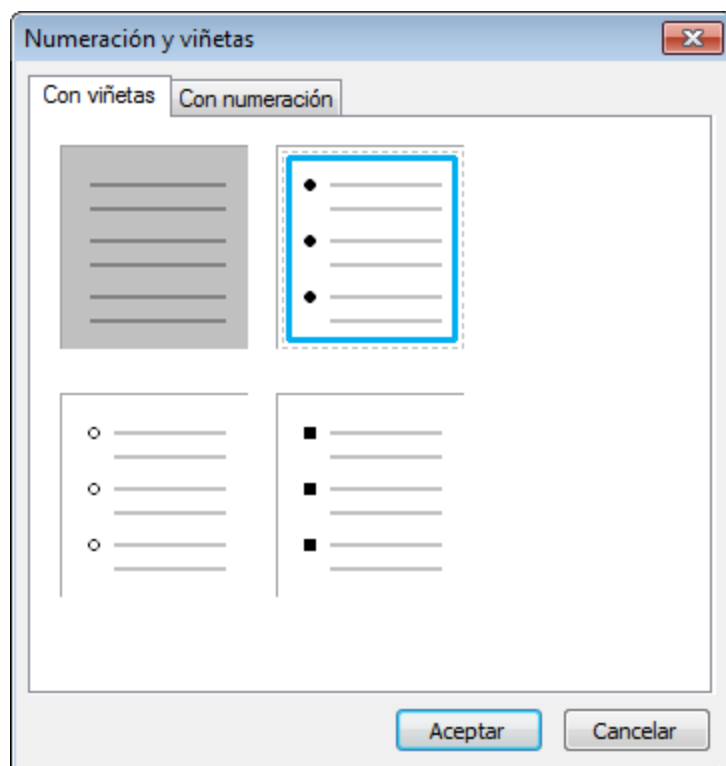 Numeración y viñetas
Con viñetas
Con numeración
Aceptar
Cancelar